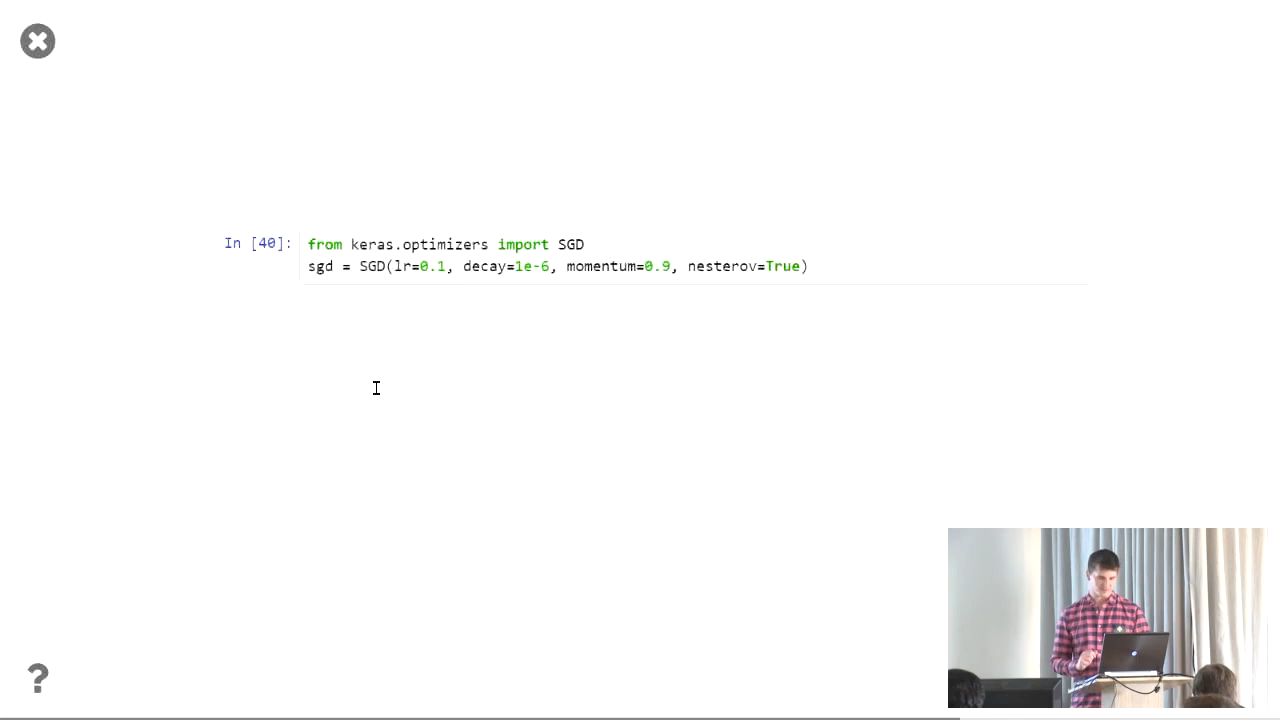 In [40]: from keras.optimizers import SGD
sgd = SGD(lr=0.1, decay=1e-6, momentum=0.9, nesterov=True)
?